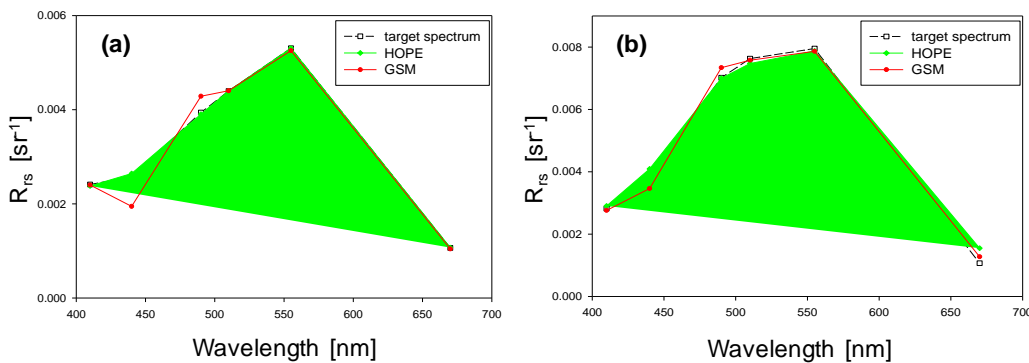 (a)
target spectrum
HOPE
GSM
R_rs [sr^-1]
0.006
0.004
0.002
0.000
400 450 500 550 600 650 700
Wavelength [nm]
(b)
target spectrum
HOPE
GSM
R_rs [sr^-1]
0.008
0.006
0.004
0.002
0.000
400 450 500 550 600 650 700
Wavelength [nm]